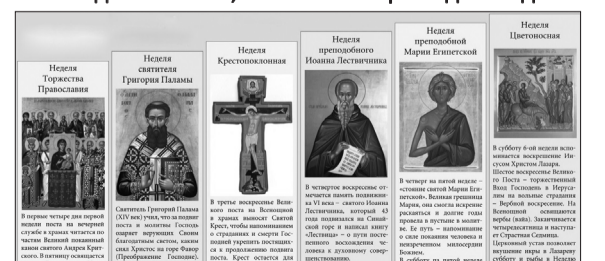 Неделя
Торжества
Православия
В первые четыре дня первой
недели поста на вечерней
службе в храмах читается по
частям Великий покаянный
канон святого Андрея Крит-
ского. В пятницу освящается
Неделя
святителя
Григория Паламы
Святитель Григорий Палама
(XIV век) учил, что за подвиг
поста и молитвы Господь
озаряет верующих Своим
благодатным светом, каким
сиял Христос на горе Фавор
(Преображение Господне).
Неделя
Крестопоклонная
В третье воскресенье Вели-
кого поста на Всенощной
в храмах выносят Святой
Крест, чтобы напоминанием
о страданиях и смерти Гос-
подней укрепить постящих-
ся к продолжению подвига
поста. Крест остается для
Неделя
преподобного
Иоанна Лествичника
В четвертое воскресенье от-
мечается память подвижни-
ка VI века – святого Иоанна
Лествичника, который 43
года подвизался на Синай-
ской горе и написал книгу
«Лествица» – о пути посте-
пенного восхождения че-
ловека к духовному совер-
шенствованию.
Неделя
преподобной
Марии Египетской
В четверг на пятой неделе –
«стояние святой Марии Еги-
петской». Великая грешница
Мария, она смогла искренне
раскаяться и долгие годы
провела в пустыне в молит-
ве. Ее путь – напоминание
о силе покаяния человека и
неизреченном милосердии
Божием.
В субботу на пятой неделе
Неделя
Цветоносная
В субботу 6-ой недели вспо-
минается воскрешение Ии-
сусом Христом Лазаря.
Шестое воскресенье Велико-
го Поста – торжественный
Вход Господень в Иеруса-
лим на вольные страдания
– Вербной воскресение. На
Всенощной освящаются
вербы (вайи). Заканчивается
четыредесятница и наступа-
ет Страстная Седмица.
Церковный устав позволяет
вкушение икры в Лазареву
субботу и рыбы в Неделю